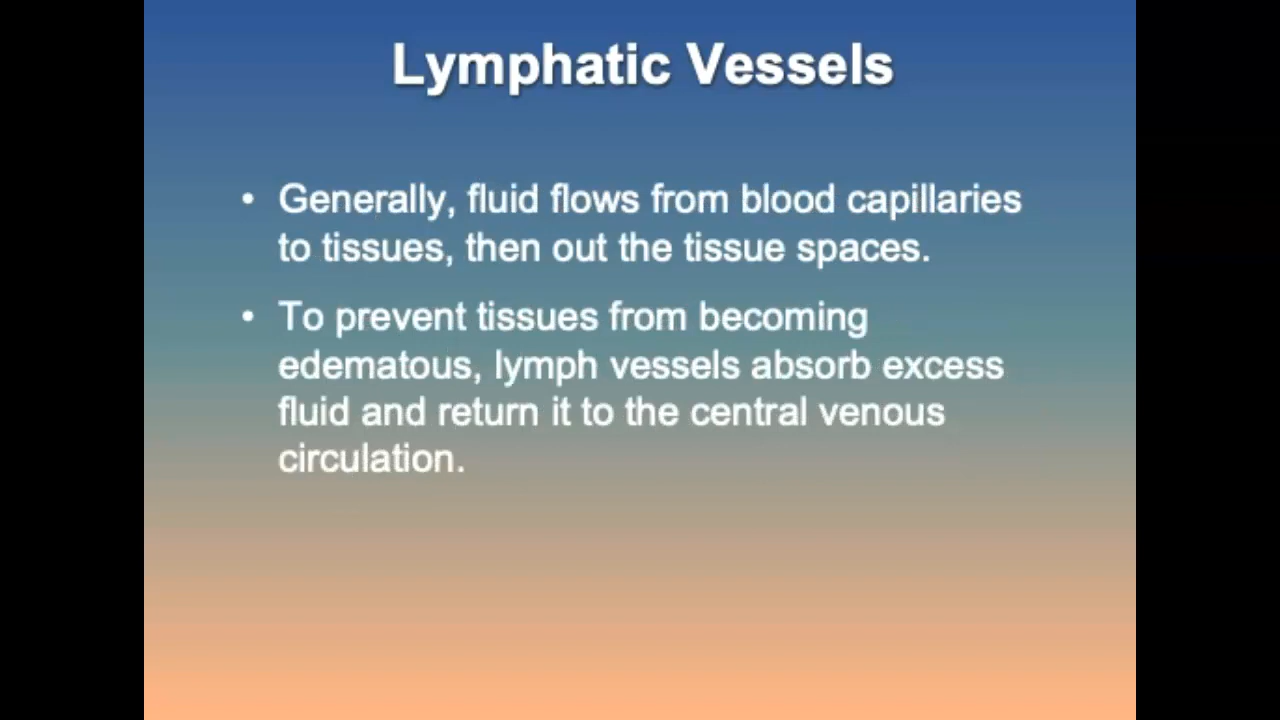 Lymphatic Vessels
• Generally, fluid flows from blood capillaries
to tissues, then out the tissue spaces.
• To prevent tissues from becoming
edematous, lymph vessels absorb excess
fluid and return it to the central venous
circulation.